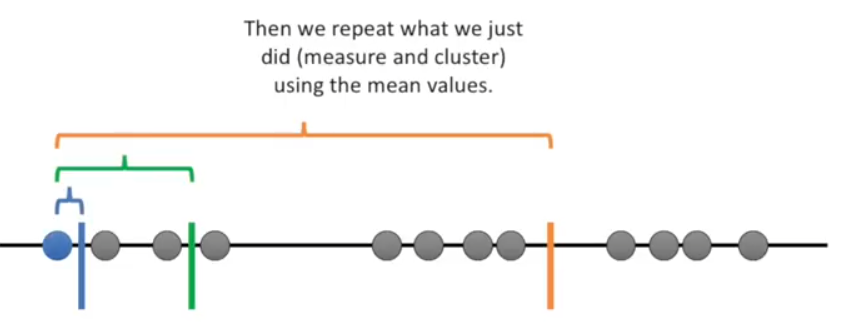 Then we repeat what we just
did (measure and cluster)
using the mean values.